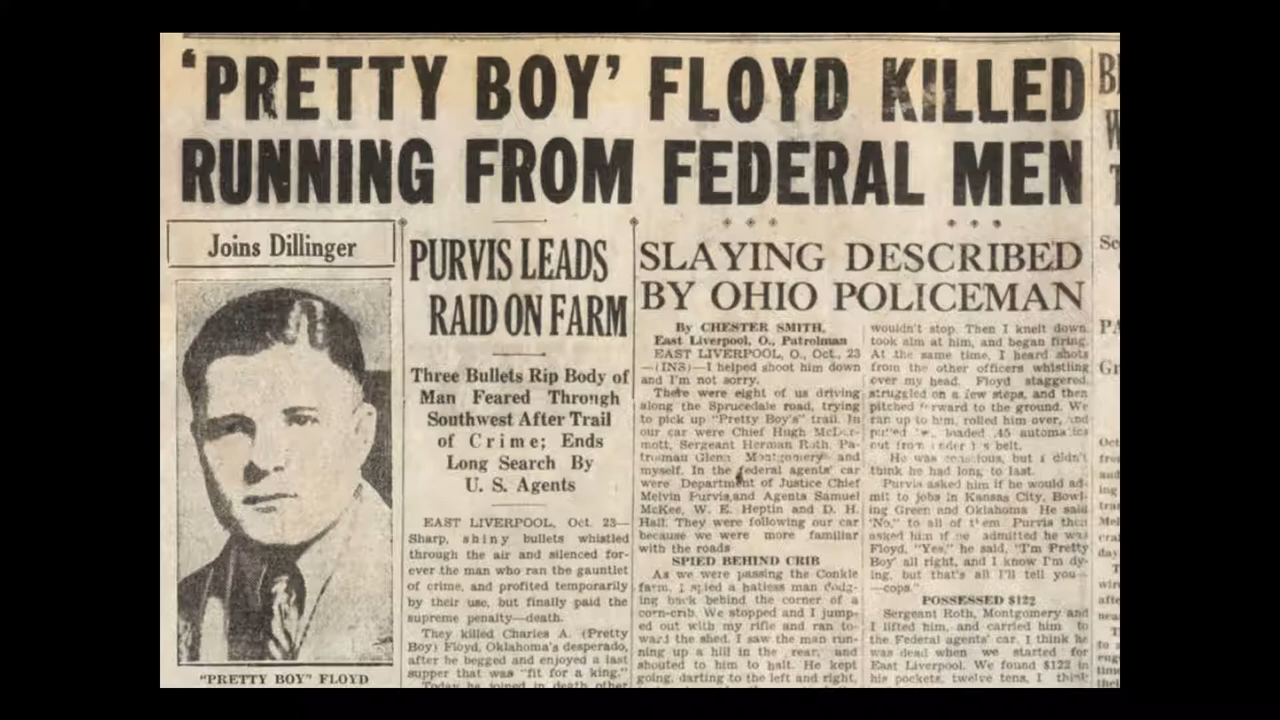 'PRETTY BOY' FLOYD KILLED
RUNNING FROM FEDERAL MEN
Joins Dillinger
"PRETTY BOY" FLOYD
PURVIS LEADS
RAID ON FARM
Three Bullets Rip Body of
Man Feared Through
Southwest After Trail
of Crime; Ends
Long Search By
U. S. Agents
EAST LIVERPOOL, Oct. 23—
Sharp, shiny bullets whistled
through the air and silenced for-
ever the man who ran the gauntlet
of crime, and profited temporarily
by their use, but finally paid the
supreme penalty—death.
They killed Charles A. (Pretty
Boy) Floyd, Oklahoma's desperado,
after he begged and enjoyed a last
supper that was "fit for a king."
Today he joined in death other
SLAYING DESCRIBED
BY OHIO POLICEMAN
By CHESTER SMITH,
East Liverpool, O., Patrolman
EAST LIVERPOOL, O., Oct., 23
—(INS)—I helped shoot him down
and I'm not sorry.
There were eight of us driving
along the Sprucedale road, trying
to pick up "Pretty Boy's" trail. In
our car were Chief Hugh McDer-
mott, Sergeant Herman Roth, Pa-
trolman Glenn Montgomery and
myself. In the federal agents' car
were Department of Justice Chief
Melvin Purvis, and Agents Samuel
McKee, W. E. Heptin and D. H.
Hall. They were following our car
because we were more familiar
with the roads
SPIED BEHIND CRIB
As we were passing the Conkle
farm, I spied a hatless man dodg-
ing back behind the corner of a
corn-crib. We stopped and I jump-
ed out with my rifle and ran to-
ward the shed. I saw the man run-
ning up a hill in the rear, and
shouted to him to halt. He kept
going, darting to the left and right,
wouldn't stop. Then I knelt down,
took aim at him, and began firing.
At the same time, I heard shots
from the other officers whistling
over my head. Floyd staggered,
struggled on a few steps, and then
pitched forward to the ground. We
ran up to him, rolled him over, and
pulled loaded .45 automatics
out from under his belt.
He was conscious, but I didn't
think he had long to last.
Purvis asked him if he would ad-
mit to jobs in Kansas City, Bowl-
ing Green and Oklahoma He said
"No," to all of them Purvis then
asked him if he admitted he was
Floyd, "Yes," he said, "I'm Pretty
Boy' all right, and I know I'm dy-
ing, but that's all I'll tell you—
—cops."
POSSESSED $122
Sergeant Roth, Montgomery and
I lifted him, and carried him to
the Federal agents' car. I think he
was dead when we started for
East Liverpool. We found $122 in
his pockets, twelve tens, I think